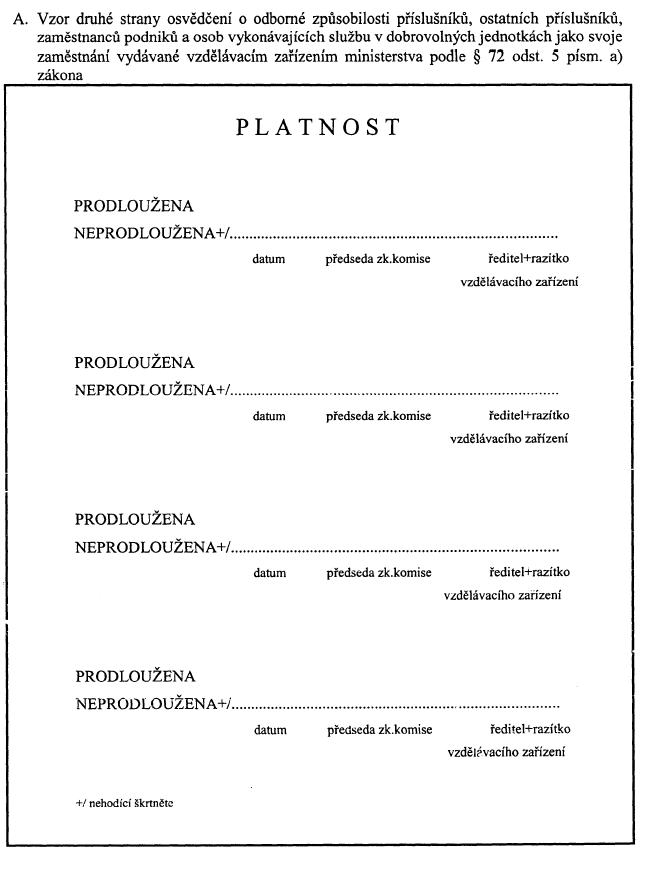 A. Vzor druhé strany osvědčení o odborné způsobilosti příslušníků, ostatních příslušníků,
zaměstnanců podniků a osob vykonávajících službu v dobrovolných jednotkách jako svoje
zaměstnání vydávané vzdělávacím zařízením ministerstva podle § 72 odst. 5 písm. a)
zákona
PLATNOST
PRODLOUŽENA
NEPRODLOUŽENA+/..................................................................................
datum předseda zk.komise ředitel+razítko
vzdělávacího zařízení
PRODLOUŽENA
NEPRODLOUŽENA+/..................................................................................
datum předseda zk.komise ředitel+razítko
vzdělávacího zařízení
PRODLOUŽENA
NEPRODLOUŽENA+/..................................................................................
datum předseda zk.komise ředitel+razítko
vzdělávacího zařízení
PRODLOUŽENA
NEPRODLOUŽENA+/..................................................................................
datum předseda zk.komise ředitel+razítko
vzdělávacího zařízení
+/ nehodící škrtněte